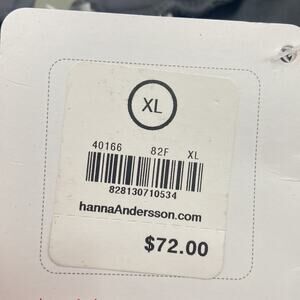 XL
40166 82F XL
828130710534
hannaAndersson.com
$72.00